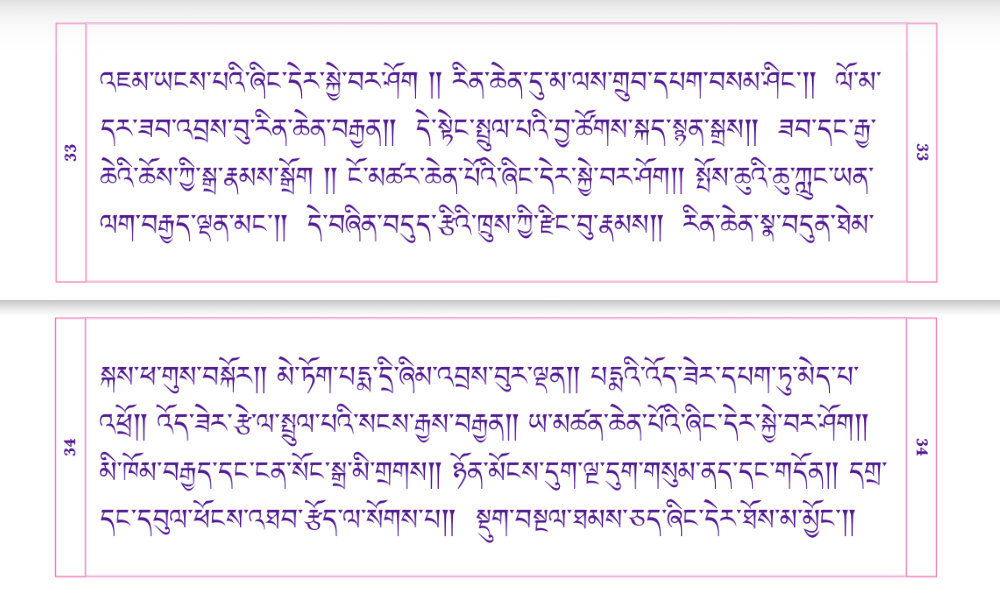 འཇམ་ཡངས་པའི་ཞིང་དེར་སྐྱེ་བར་ཤོག །། རིན་ཆེན་དུ་མ་ལས་གྲུབ་དཔག་བསམ་ཤིང་།། ལོ་མ་
དར་ཟབ་འབྲས་བུ་རིན་ཆེན་བརྒྱན།། དེ་སྟེང་སྤྲུལ་པའི་བྱ་ཚོགས་སྐད་སྙན་སྒྲས།། ཟབ་དང་རྒྱ་
33
33
ཆེའི་ཆོས་ཀྱི་སྒྲ་རྣམས་སྒྲོག །། ངོ་མཚར་ཆེན་པོའི་ཞིང་དེར་སྐྱེ་བར་ཤོག།། སྤོས་ཆུའི་ཆུ་ཀླུང་ཡན་
ལག་བརྒྱད་ལྡན་མང་།། དེ་བཞིན་བདུད་རྩིའི་ཁྲུས་ཀྱི་རྫིང་བུ་རྣམས།། རིན་ཆེན་སྣ་བདུན་ཐེམ་
སྐས་ཕ་གུས་བསྐོར།། མེ་ཏོག་པདྨ་དྲི་ཞིམ་འབྲས་བུར་ལྡན།། པདྨའི་འོད་ཟེར་དཔག་ཏུ་མེད་པ་
འཕྲོ།། འོད་ཟེར་རྩེ་ལ་སྤྲུལ་པའི་སངས་རྒྱས་བརྒྱན།། ཡ་མཚན་ཆེན་པོའི་ཞིང་དེར་སྐྱེ་བར་ཤོག།།
34
34
མི་ཁོམ་བརྒྱད་དང་ངན་སོང་སྒྲ་མི་གྲགས།། ཉོན་མོངས་དུག་ལྔ་དུག་གསུམ་ནད་དང་གདོན།། དགྲ་
དང་དབུལ་ཕོངས་འཐབ་རྩོད་ལ་སོགས་པ།། སྡུག་བསྔལ་ཐམས་ཅད་ཞིང་དེར་ཐོས་མ་མྱོང་།།